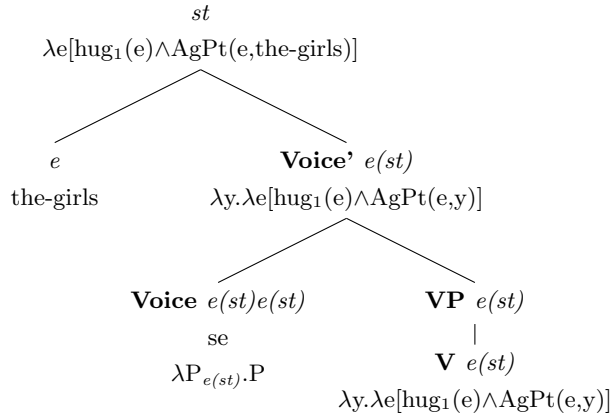 st
λe[hug₁(e)∧AgPt(e,the-girls)]
e
the-girls
Voice’ e(st)
λy.λe[hug₁(e)∧AgPt(e,y)]
Voice e(st)e(st)
se
λP_{e(st)}.P
VP e(st)
V e(st)
λy.λe[hug₁(e)∧AgPt(e,y)]